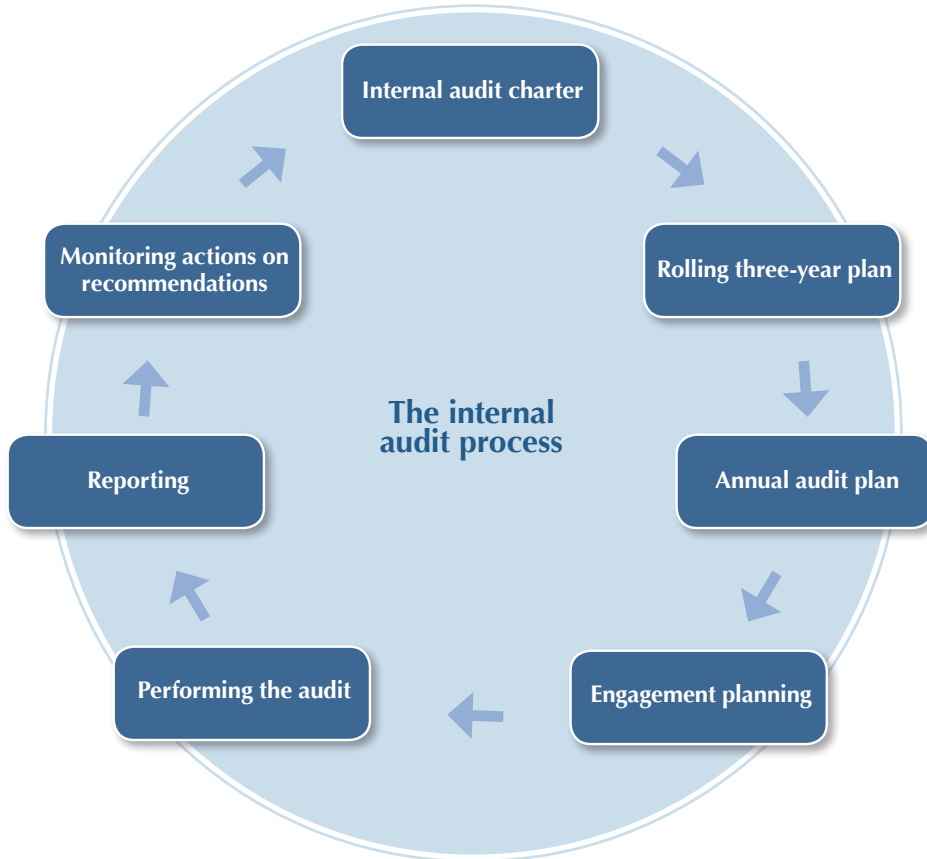 Internal audit charter
Rolling three-year plan
Annual audit plan
Engagement planning
Performing the audit
Reporting
Monitoring actions on
recommendations
The internal
audit process